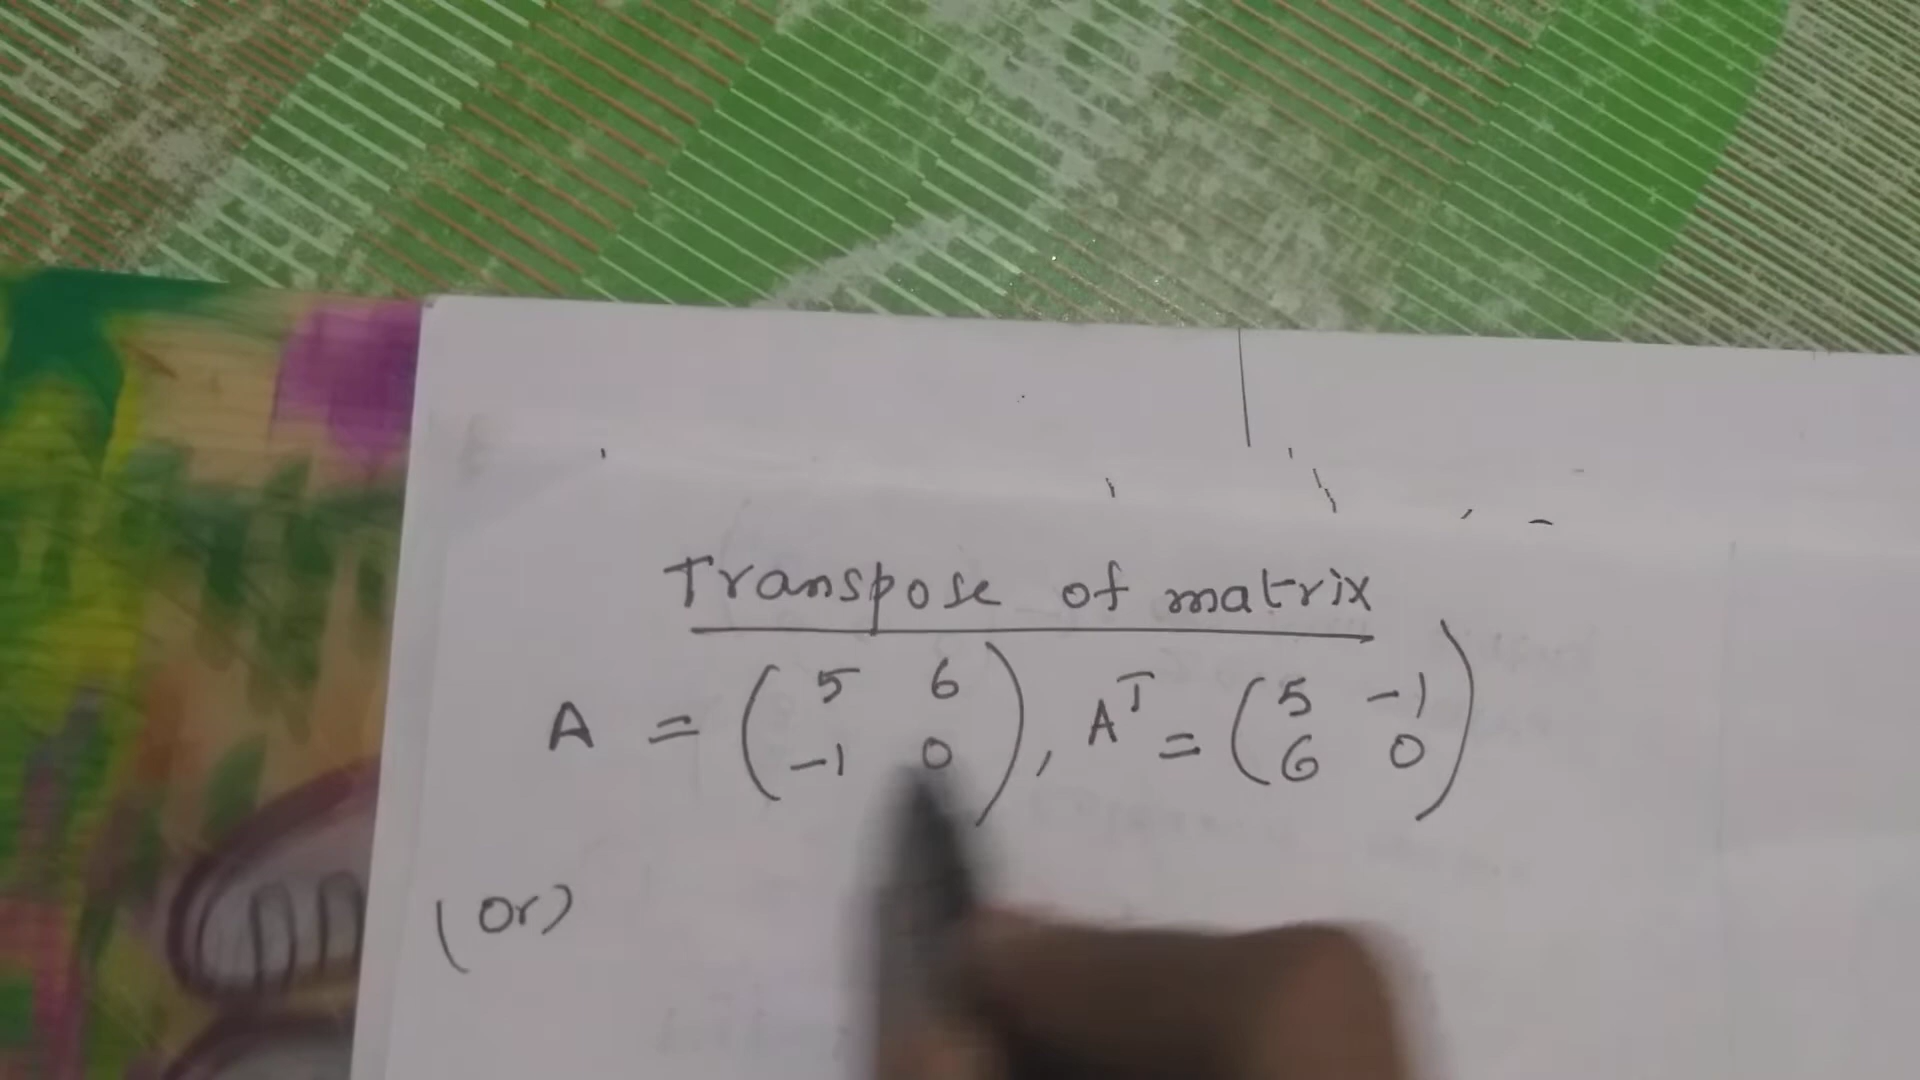 Transpose of matrix
A = ( 5 6 ) , A^T = ( 5 -1 )
( -1 0 ) ( 6 0 )
(Or)